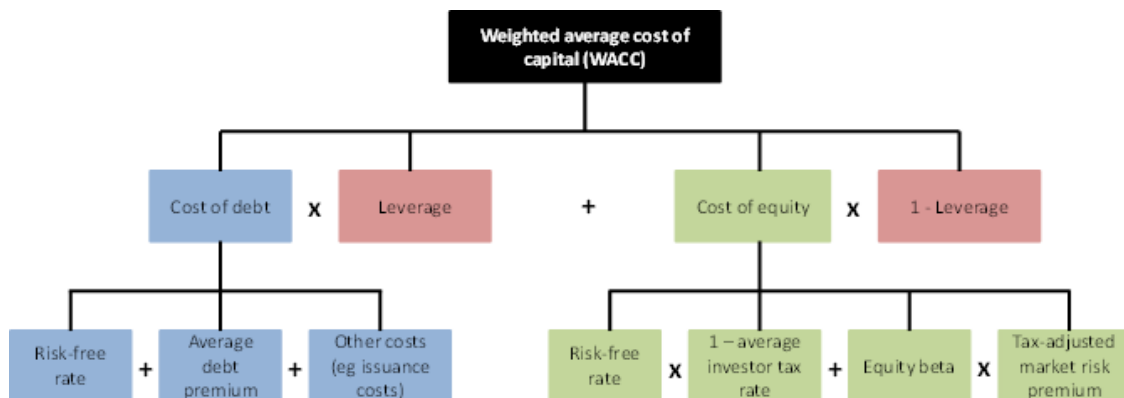 Weighted average cost of
capital (WACC)
Cost of debt x Leverage + Cost of equity x 1 - Leverage
Risk-free
rate
+
Average
debt
premium
+
Other costs
(eg issuance
costs)
Risk-free
rate
x
1 – average
investor tax
rate
+
Equity beta
x
Tax-adjusted
market risk
premium